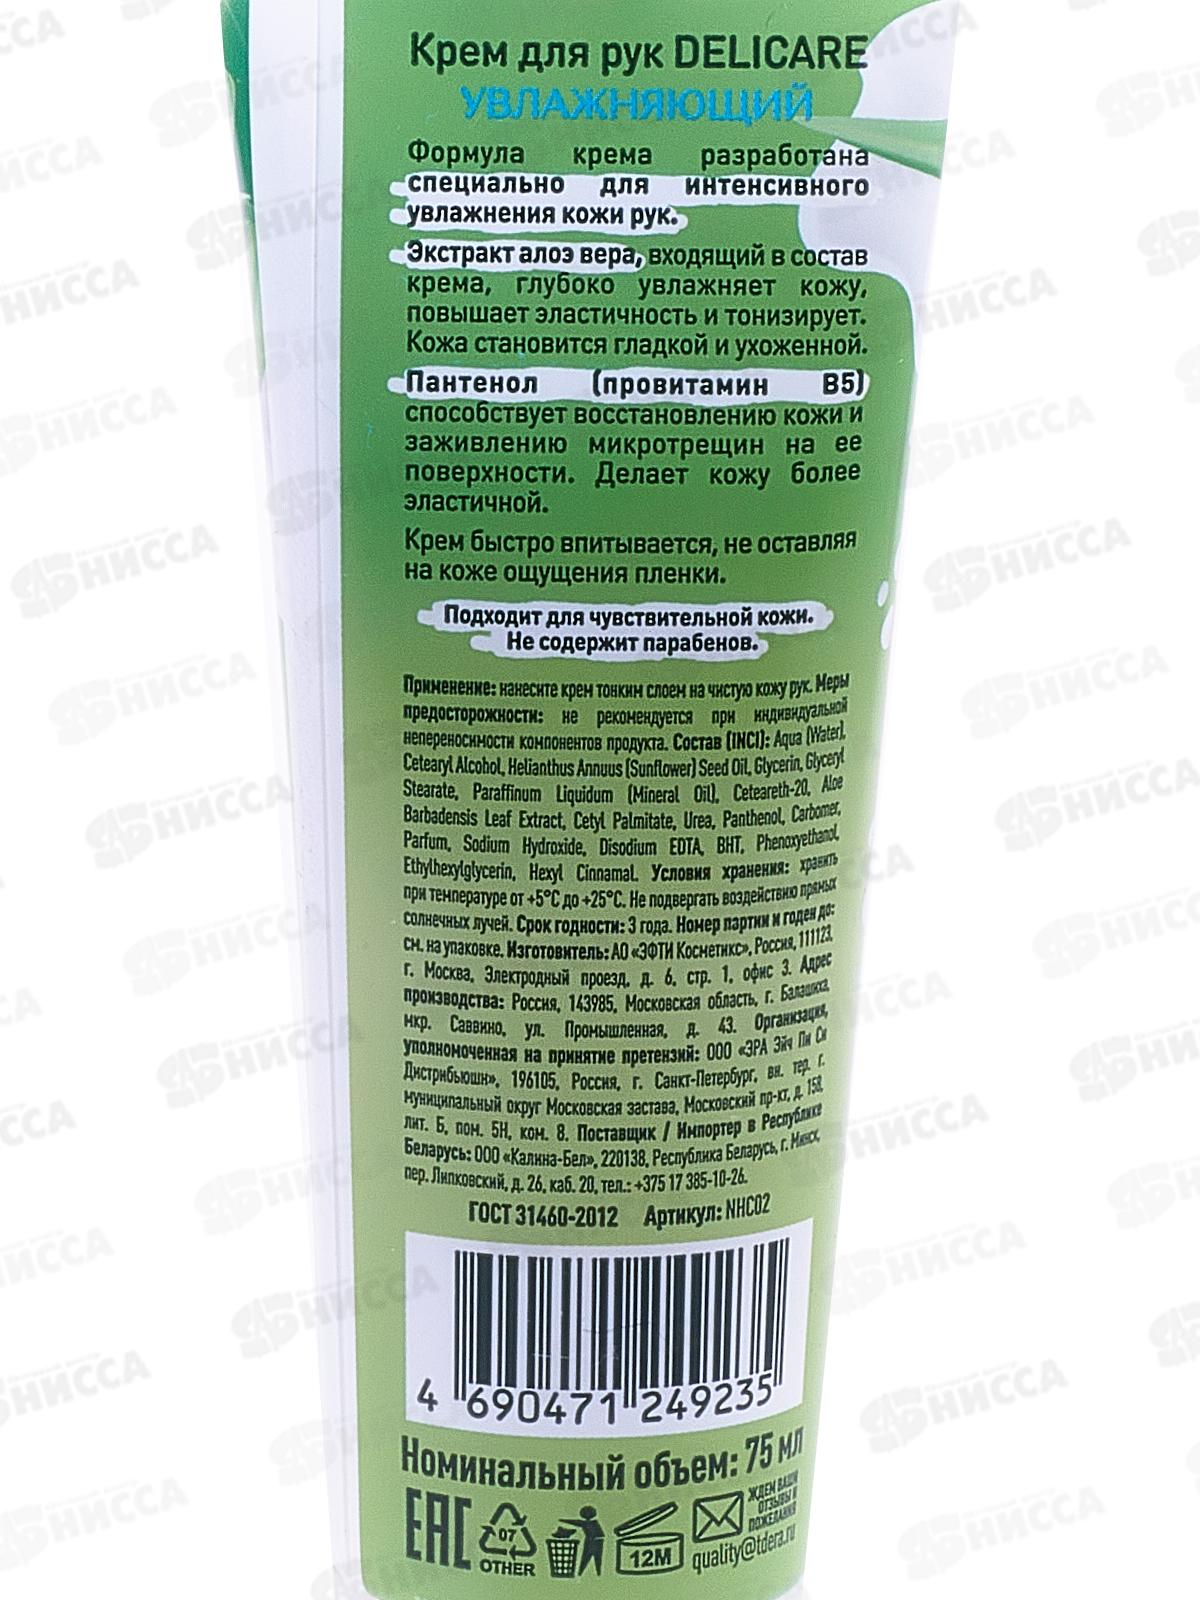 Крем для рук DELICARE
УВЛАЖНЯЮЩИЙ
Формула крема разработана
специально для интенсивного
увлажнения кожи рук.
Экстракт алоэ вера, входящий в состав
крема, глубоко увлажняет кожу,
повышает эластичность и тонизирует.
Кожа становится гладкой и ухоженной.
Пантенол (провитамин B5)
способствует восстановлению кожи и
заживлению микротрещин на ее
поверхности. Делает кожу более
эластичной.
Крем быстро впитывается, не оставляя
на коже ощущения пленки.
Подходит для чувствительной кожи.
Не содержит парабенов.
Применение: нанесите крем тонким слоем на чистую кожу рук. Меры
предосторожности: не рекомендуется при индивидуальной
непереносимости компонентов продукта. Состав (INCI): Aqua (Water),
Cetearyl Alcohol, Helianthus Annuus (Sunflower) Seed Oil, Glycerin, Glyceryl
Stearate, Paraffinum Liquidum (Mineral Oil), Ceteareth-20, Aloe
Barbadensis Leaf Extract, Cetyl Palmitate, Urea, Panthenol, Carbomer,
Parfum, Sodium Hydroxide, Disodium EDTA, BHT, Phenoxyethanol,
Ethylhexylglycerin, Hexyl Cinnamal. Условия хранения: хранить
при температуре от +5°С до +25°С. Не подвергать воздействию прямых
солнечных лучей. Срок годности: 3 года. Номер партии и годен до:
см. на упаковке. Изготовитель: АО «ЭФТИ Косметикс», Россия, 111123,
г. Москва, Электродный проезд, д. 6, стр. 1, офис 3. Адрес
производства: Россия, 143985, Московская область, г. Балашиха,
мкр. Саввино, ул. Промышленная, д. 43. Организация,
уполномоченная на принятие претензий: ООО «ЭРА Эйч Пи Си
Дистрибьюшн», 196105, Россия, г. Санкт-Петербург, вн. тер. г.
муниципальный округ Московская застава, Московский пр-кт, д. 158,
лит. Б, пом. 5Н, ком. 8. Поставщик / Импортер в Республике
Беларусь: ООО «Калина-Бел», 220138, Республика Беларусь, г. Минск,
пер. Липковский, д. 26, каб. 20, тел.: +375 17 385-10-26.
ГОСТ 31460-2012 Артикул: NHC02
4 690471 249235
Номинальный объем: 75 мл
EAC
07
OTHER
12M
ЖДЕМ ВАШИ
ОТЗЫВЫ И
ПОЖЕЛАНИЯ
quality@tdera.ru
НИССА